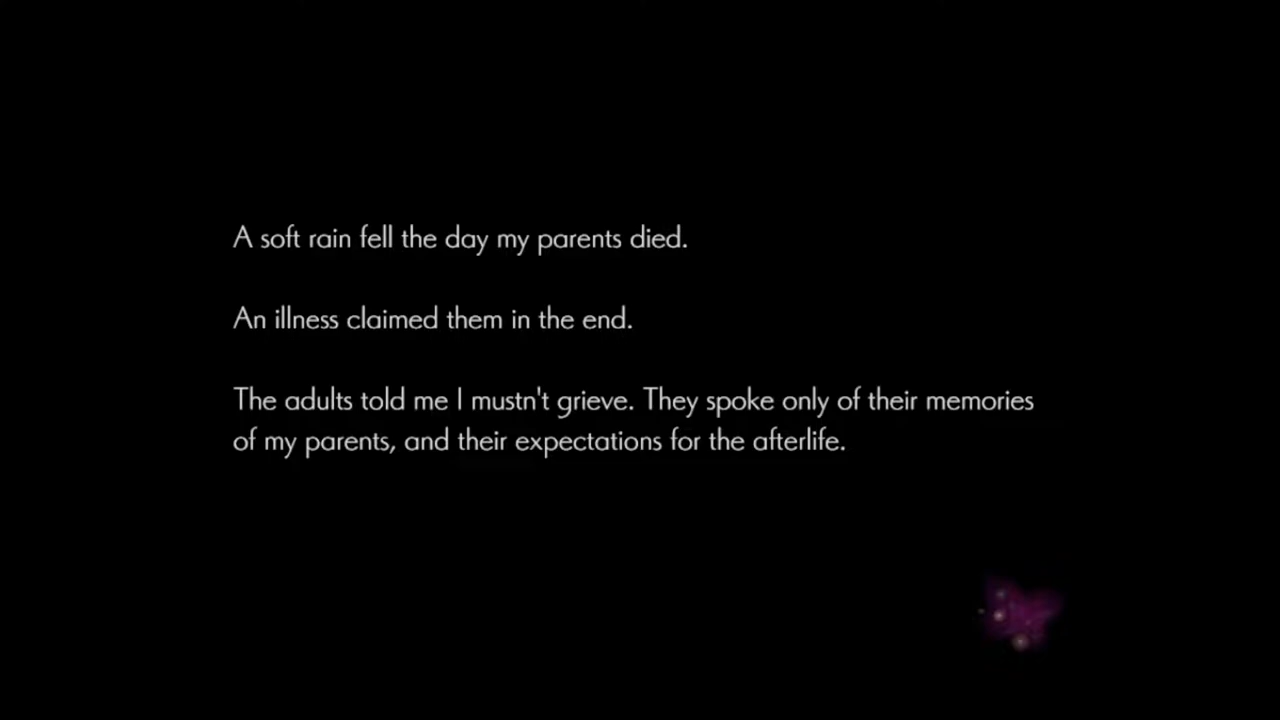 A soft rain fell the day my parents died.
An illness claimed them in the end.
The adults told me I mustn't grieve. They spoke only of their memories
of my parents, and their expectations for the afterlife.